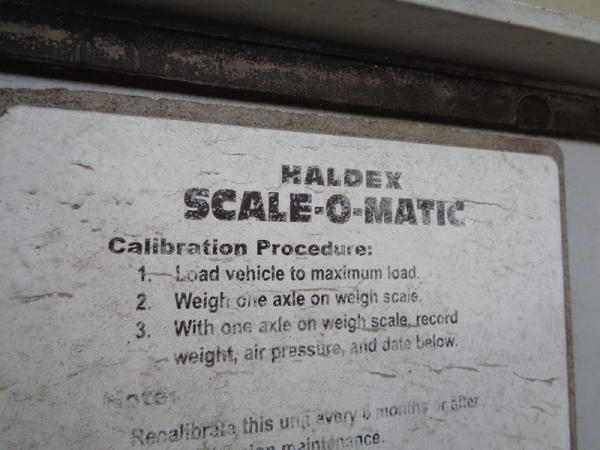 HALDEX
SCALE-O-MATIC
Calibration Procedure:
1. Load vehicle to maximum load.
2. Weigh one axle on weigh scale.
3. With one axle on weigh scale, record
weight, air pressure, and date below.
Note:
Recalibrate this unit every 6 months or after
maintenance.